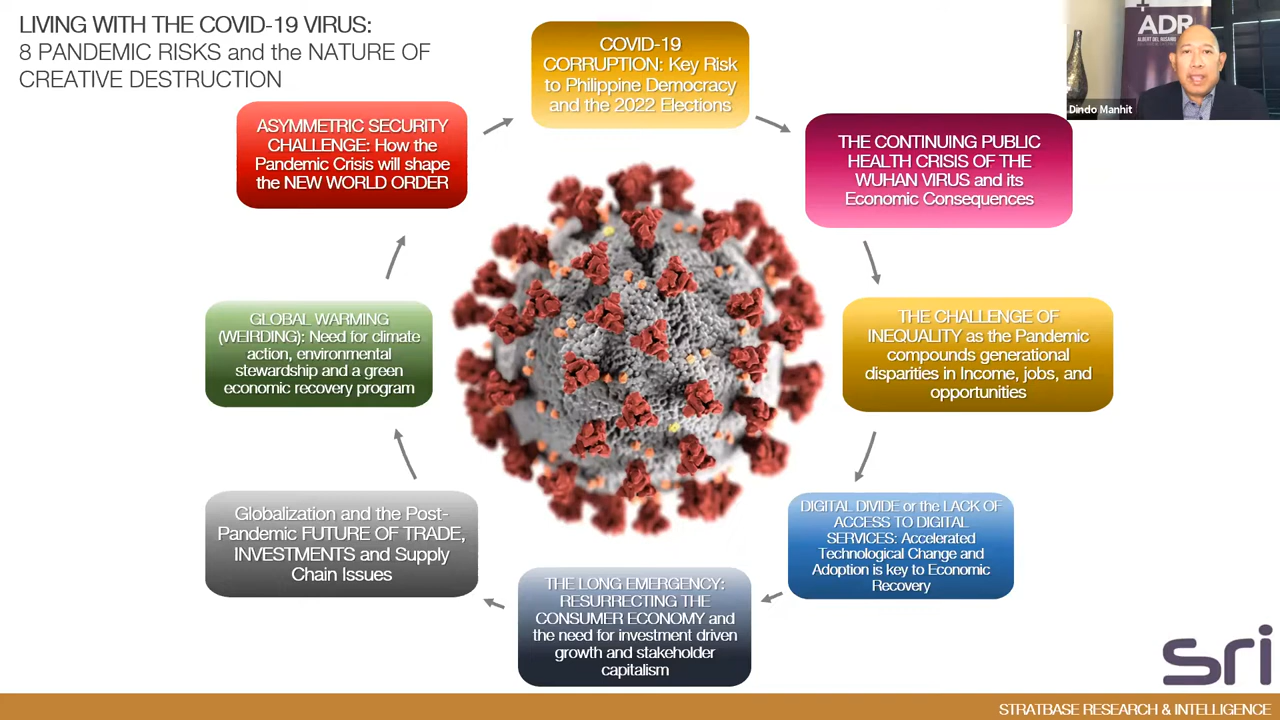 LIVING WITH THE COVID-19 VIRUS:
8 PANDEMIC RISKS and the NATURE OF
CREATIVE DESTRUCTION
COVID-19
CORRUPTION: Key Risk
to Philippine Democracy
and the 2022 Elections
THE CONTINUING PUBLIC
HEALTH CRISIS OF THE
WUHAN VIRUS and its
Economic Consequences
THE CHALLENGE OF
INEQUALITY as the Pandemic
compounds generational
disparities in Income, jobs, and
opportunities
DIGITAL DIVIDE or the LACK OF
ACCESS TO DIGITAL
SERVICES: Accelerated
Technological Change and
Adoption is key to Economic
Recovery
THE LONG EMERGENCY:
RESURRECTING THE
CONSUMER ECONOMY and
the need for investment driven
growth and stakeholder
capitalism
Globalization and the Post-
Pandemic FUTURE OF TRADE,
INVESTMENTS and Supply
Chain Issues
GLOBAL WARMING
(WEIRDING): Need for climate
action, environmental
stewardship and a green
economic recovery program
ASYMMETRIC SECURITY
CHALLENGE: How the
Pandemic Crisis will shape
the NEW WORLD ORDER
ADR
ALBERT DEL ROSARIO
Dindo Manhit
sri
STRATBASE RESEARCH & INTELLIGENCE